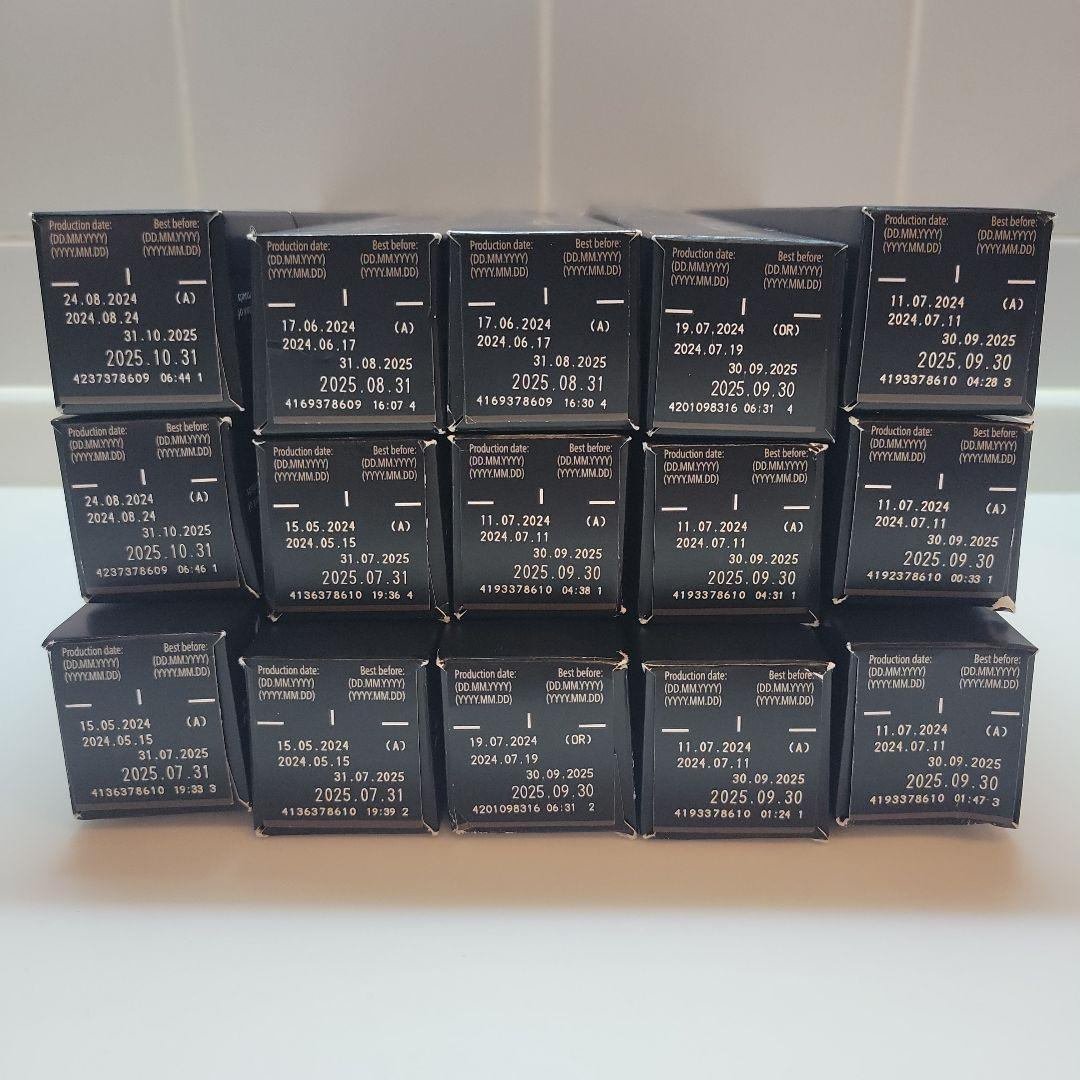 Production date: Best before:
(DD.MM.YYYY) (DD.MM.YYYY)
(YYYY.MM.DD) (YYYY.MM.DD)
24.08.2024 (A)
2024.08.24
31.10.2025
2025.10.31
4237378609 06:44 1
Production date: Best before:
(DD.MM.YYYY) (DD.MM.YYYY)
(YYYY.MM.DD) (YYYY.MM.DD)
17.06.2024 (A)
2024.06.17
31.08.2025
2025.08.31
4169378609 16:07 4
Production date: Best before:
(DD.MM.YYYY) (DD.MM.YYYY)
(YYYY.MM.DD) (YYYY.MM.DD)
17.06.2024 (A)
2024.06.17
31.08.2025
2025.08.31
4169378609 16:30 4
Production date: Best before:
(DD.MM.YYYY) (DD.MM.YYYY)
(YYYY.MM.DD) (YYYY.MM.DD)
19.07.2024 (OR)
2024.07.19
30.09.2025
2025.09.30
4201098316 06:31 4
Production date: Best before:
(DD.MM.YYYY) (DD.MM.YYYY)
(YYYY.MM.DD) (YYYY.MM.DD)
11.07.2024 (A)
2024.07.11
30.09.2025
2025.09.30
4193378610 04:28 3
Production date: Best before:
(DD.MM.YYYY) (DD.MM.YYYY)
(YYYY.MM.DD) (YYYY.MM.DD)
24.08.2024 (A)
2024.08.24
31.10.2025
2025.10.31
4237378609 06:46 1
Production date: Best before:
(DD.MM.YYYY) (DD.MM.YYYY)
(YYYY.MM.DD) (YYYY.MM.DD)
15.05.2024 (A)
2024.05.15
31.07.2025
2025.07.31
4136378610 19:36 4
Production date: Best before:
(DD.MM.YYYY) (DD.MM.YYYY)
(YYYY.MM.DD) (YYYY.MM.DD)
11.07.2024 (A)
2024.07.11
30.09.2025
2025.09.30
4193378610 04:38 1
Production date: Best before:
(DD.MM.YYYY) (DD.MM.YYYY)
(YYYY.MM.DD) (YYYY.MM.DD)
11.07.2024 (A)
2024.07.11
30.09.2025
2025.09.30
4193378610 04:31 1
Production date: Best before:
(DD.MM.YYYY) (DD.MM.YYYY)
(YYYY.MM.DD) (YYYY.MM.DD)
11.07.2024 (A)
2024.07.11
30.09.2025
2025.09.30
4192378610 00:33 1
Production date: Best before:
(DD.MM.YYYY) (DD.MM.YYYY)
(YYYY.MM.DD) (YYYY.MM.DD)
15.05.2024 (A)
2024.05.15
31.07.2025
2025.07.31
4136378610 19:33 3
Production date: Best before:
(DD.MM.YYYY) (DD.MM.YYYY)
(YYYY.MM.DD) (YYYY.MM.DD)
15.05.2024 (A)
2024.05.15
31.07.2025
2025.07.31
4136378610 19:39 2
Production date: Best before:
(DD.MM.YYYY) (DD.MM.YYYY)
(YYYY.MM.DD) (YYYY.MM.DD)
19.07.2024 (OR)
2024.07.19
30.09.2025
2025.09.30
4201098316 06:31 2
Production date: Best before:
(DD.MM.YYYY) (DD.MM.YYYY)
(YYYY.MM.DD) (YYYY.MM.DD)
11.07.2024 (A)
2024.07.11
30.09.2025
2025.09.30
4193378610 01:24 1
Production date: Best before:
(DD.MM.YYYY) (DD.MM.YYYY)
(YYYY.MM.DD) (YYYY.MM.DD)
11.07.2024 (A)
2024.07.11
30.09.2025
2025.09.30
4193378610 01:47 3